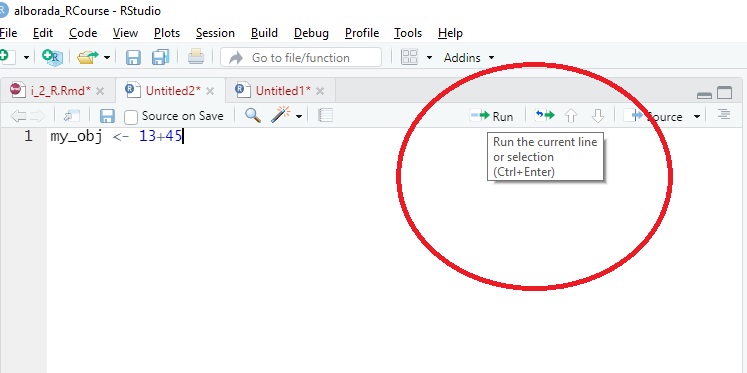 alborada_RCourse - RStudio
File Edit Code View Plots Session Build Debug Profile Tools Help
Go to file/function Addins
i_2_R.Rmd* Untitled2* Untitled1*
Source on Save Run Source
1 my_obj <- 13+45
Run the current line
or selection
(Ctrl+Enter)